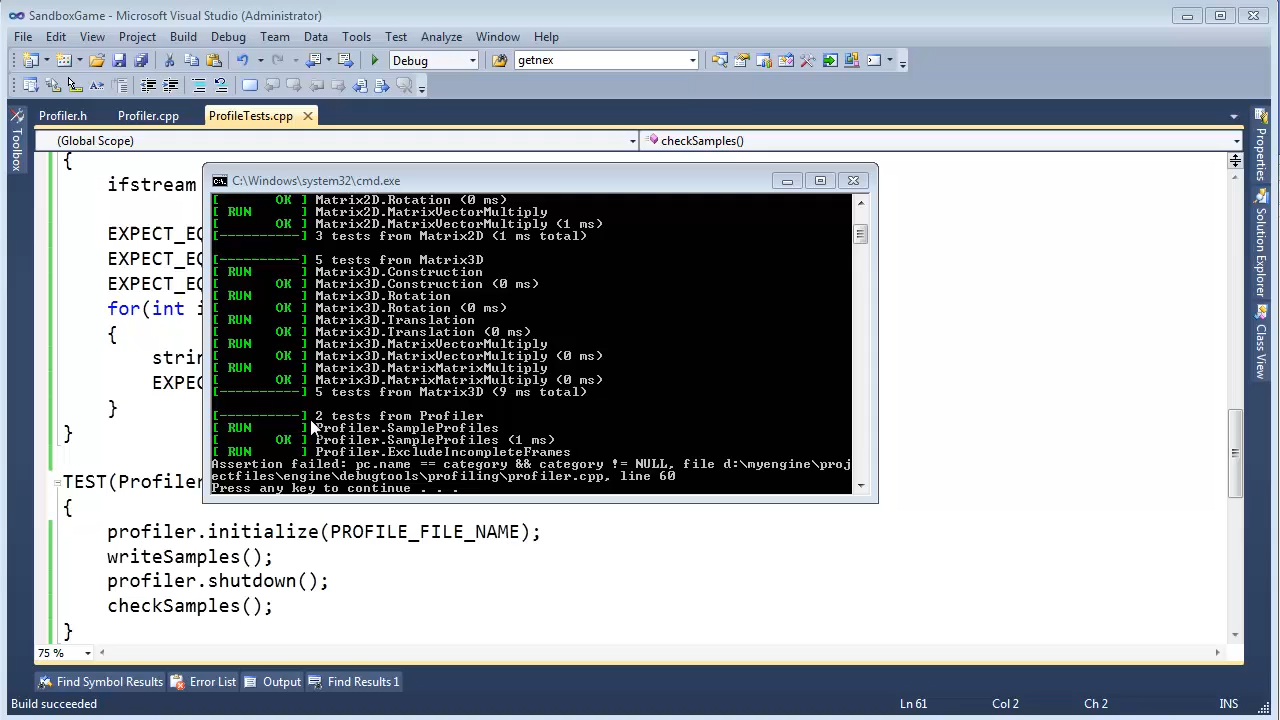 SandboxGame - Microsoft Visual Studio (Administrator)
File Edit View Project Build Debug Team Data Tools Test Analyze Window Help
Debug getnex
Profiler.h Profiler.cpp ProfileTests.cpp
(Global Scope) checkSamples()
Toolbox
Properties
Solution Explorer
Class View
{
ifstream
EXPECT_EQ
EXPECT_EQ
EXPECT_EQ
for(int i
{
strin
EXPEC
}
}
TEST(Profiler
{
profiler.initialize(PROFILE_FILE_NAME);
writeSamples();
profiler.shutdown();
checkSamples();
}
C:\Windows\system32\cmd.exe
[ OK ] Matrix2D.Rotation (0 ms)
[ RUN ] Matrix2D.MatrixVectorMultiply
[ OK ] Matrix2D.MatrixVectorMultiply (1 ms)
[----------] 3 tests from Matrix2D (1 ms total)
[----------] 5 tests from Matrix3D
[ RUN ] Matrix3D.Construction
[ OK ] Matrix3D.Construction (0 ms)
[ RUN ] Matrix3D.Rotation
[ OK ] Matrix3D.Rotation (0 ms)
[ RUN ] Matrix3D.Translation
[ OK ] Matrix3D.Translation (0 ms)
[ RUN ] Matrix3D.MatrixVectorMultiply
[ OK ] Matrix3D.MatrixVectorMultiply (0 ms)
[ RUN ] Matrix3D.MatrixMatrixMultiply
[ OK ] Matrix3D.MatrixMatrixMultiply (0 ms)
[----------] 5 tests from Matrix3D (9 ms total)
[----------] 2 tests from Profiler
[ RUN ] Profiler.SampleProfiles
[ OK ] Profiler.SampleProfiles (1 ms)
[ RUN ] Profiler.ExcludeIncompleteFrames
Assertion failed: pc.name == category && category != NULL, file d:\myengine\proj
ectfiles\engine\debugtools\profiling\profiler.cpp, line 60
Press any key to continue . . .
75 %
Find Symbol Results Error List Output Find Results 1
Build succeeded Ln 61 Col 2 Ch 2 INS